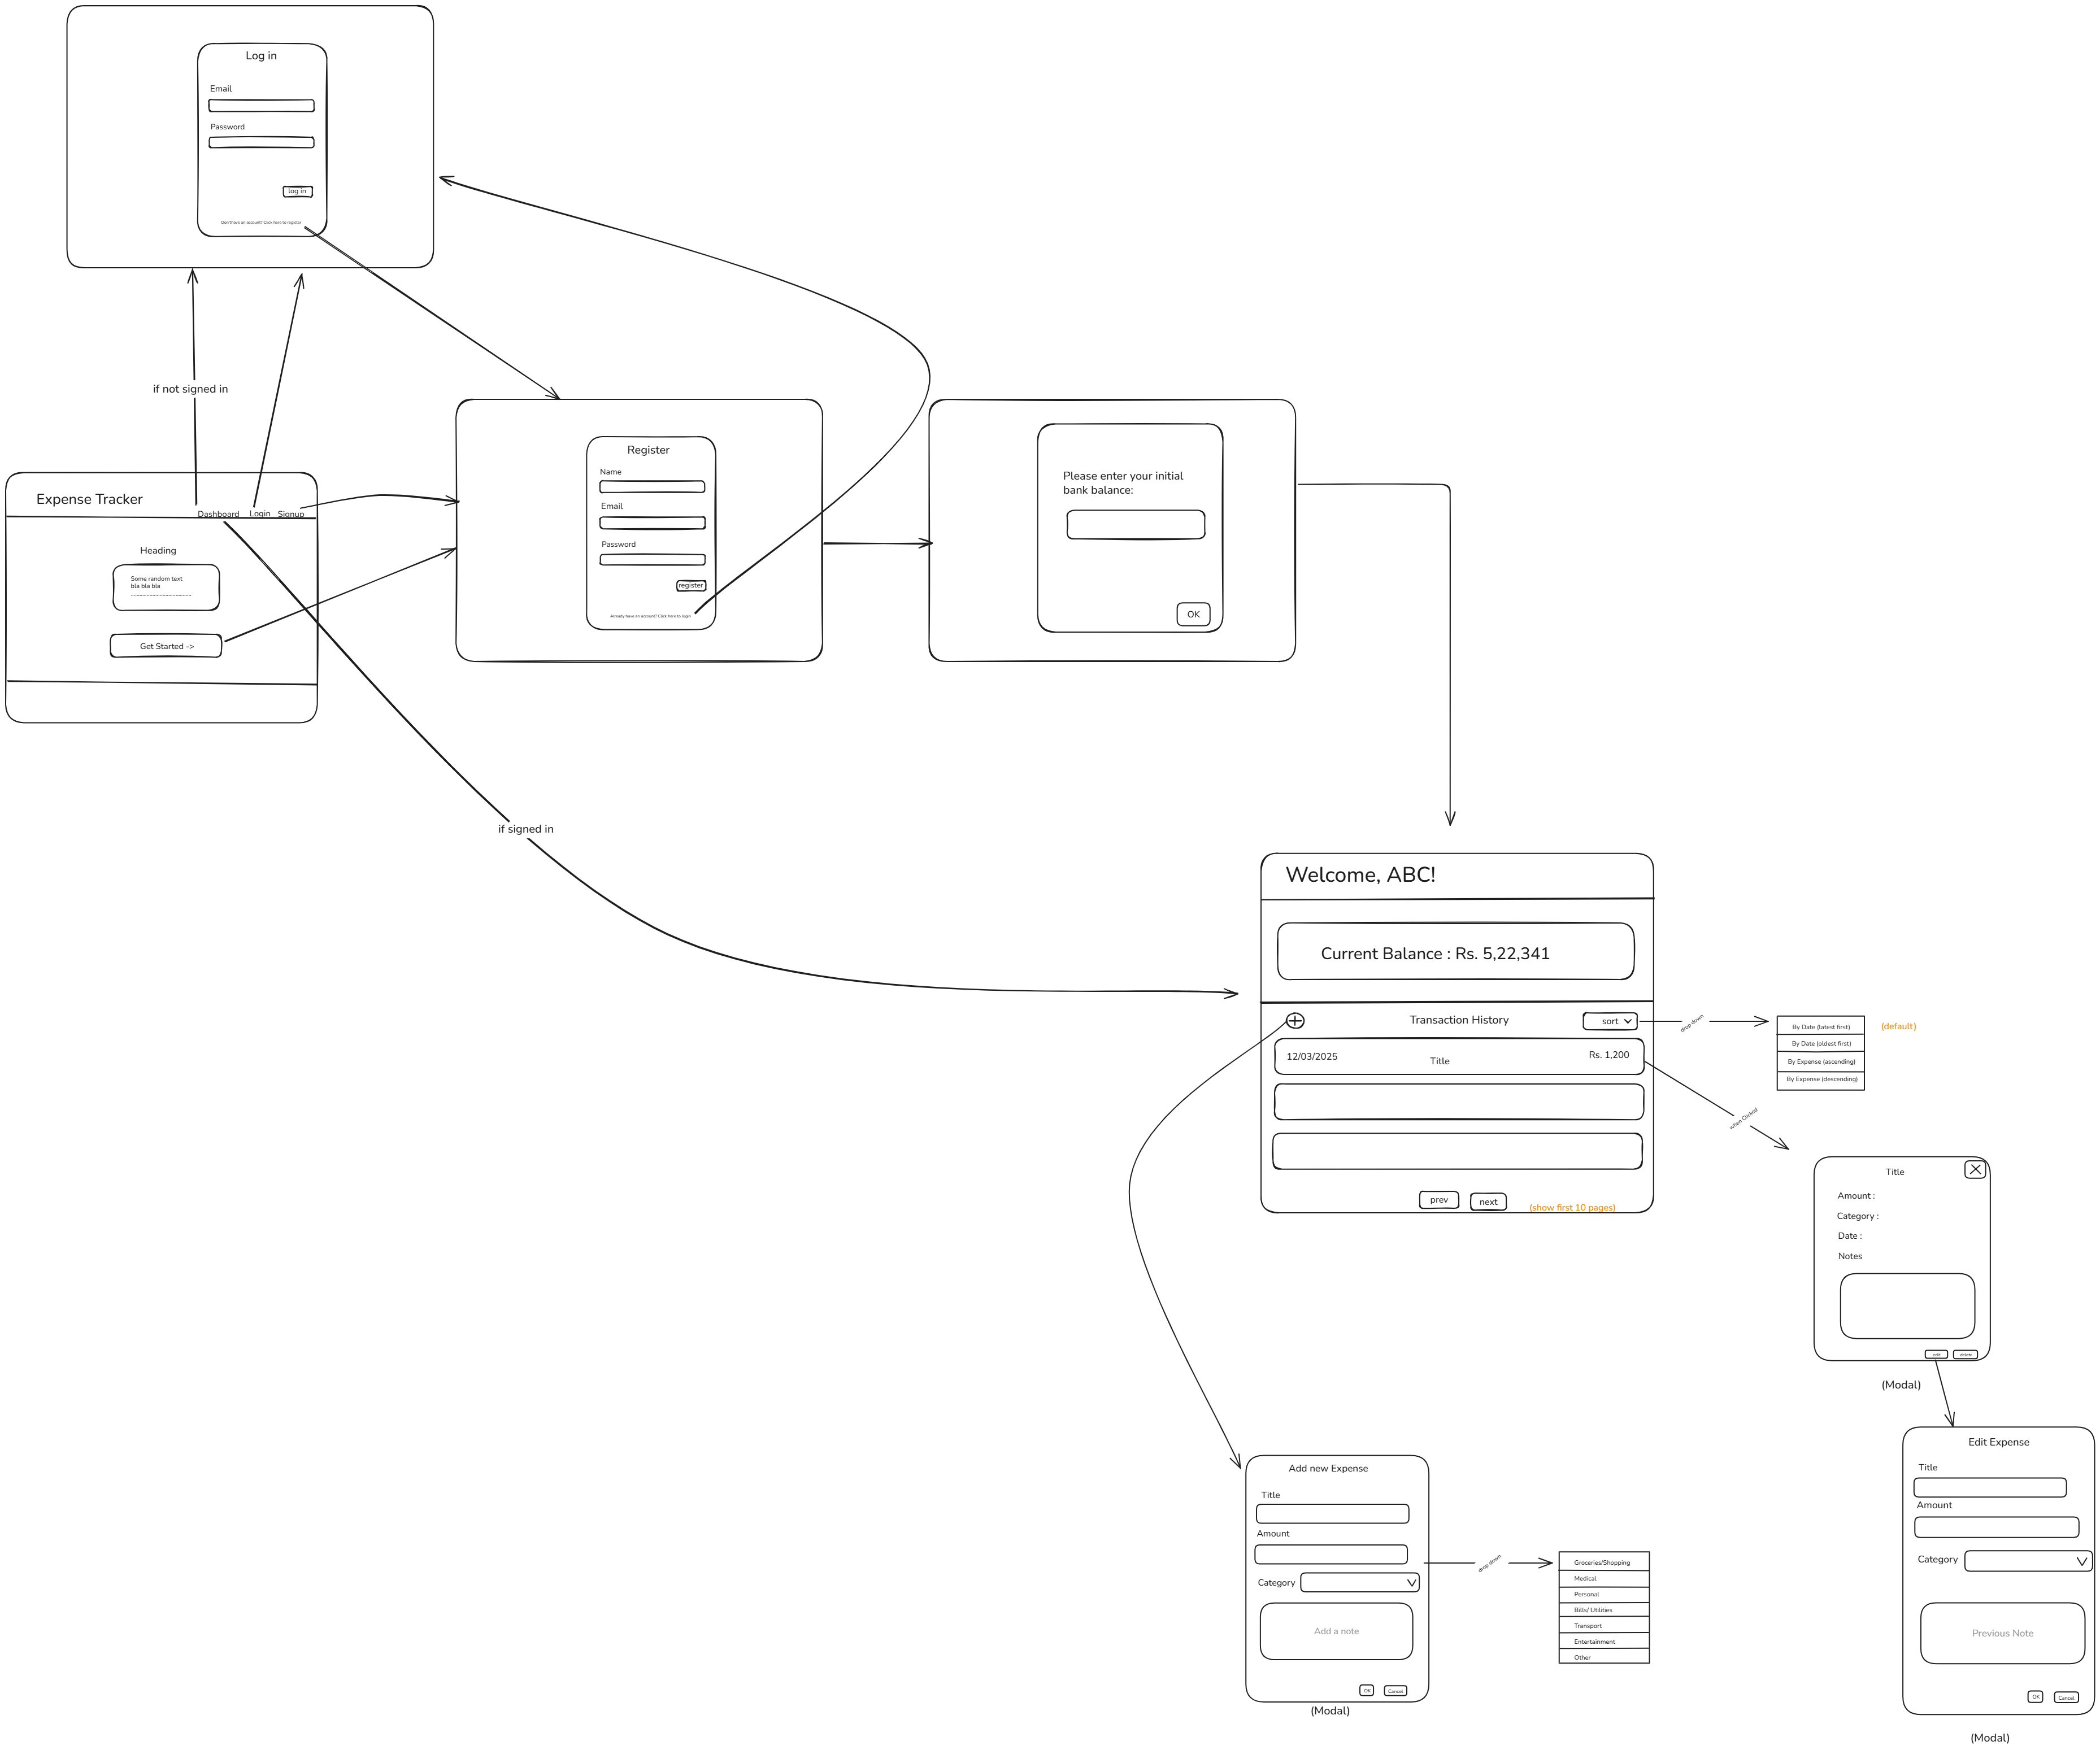 Log in
Email
Password
log in
Don't have an account? Click here to register
if not signed in
Expense Tracker
Dashboard
Login
Signup
Heading
Some random text
bla bla bla
Get Started ->
Register
Name
Email
Password
register
Already have an account? Click here to login
Please enter your initial
bank balance:
OK
if signed in
Welcome, ABC!
Current Balance : Rs. 5,22,341
Transaction History
sort
12/03/2025
Title
Rs. 1,200
prev
next
(show first 10 pages)
drop down
By Date (latest first)
By Date (oldest first)
By Expense (ascending)
By Expense (descending)
(default)
when Clicked
Title
Amount :
Category :
Date :
Notes
edit
delete
(Modal)
Add new Expense
Title
Amount
Category
Add a note
OK
Cancel
(Modal)
drop down
Groceries/Shopping
Medical
Personal
Bills/ Utilities
Transport
Entertainment
Other
Edit Expense
Title
Amount
Category
Previous Note
OK
Cancel
(Modal)